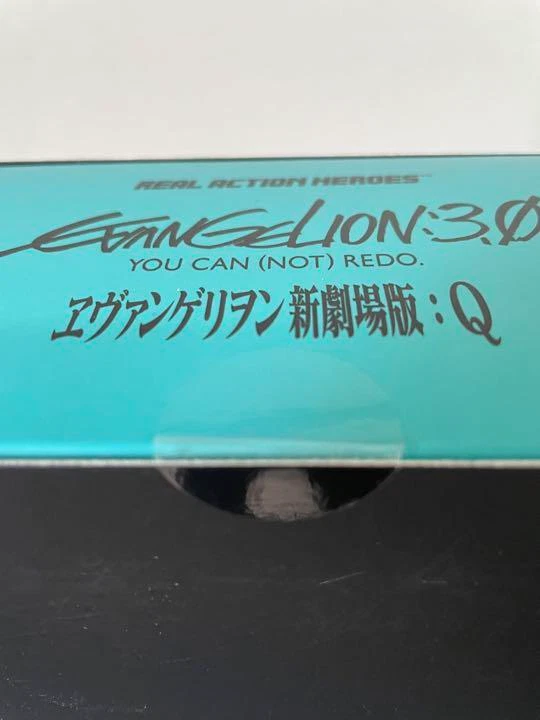 REAL ACTION HEROES™
EVANGELION:3.0
YOU CAN (NOT) REDO.
ヱヴァンゲリヲン新劇場版:Q